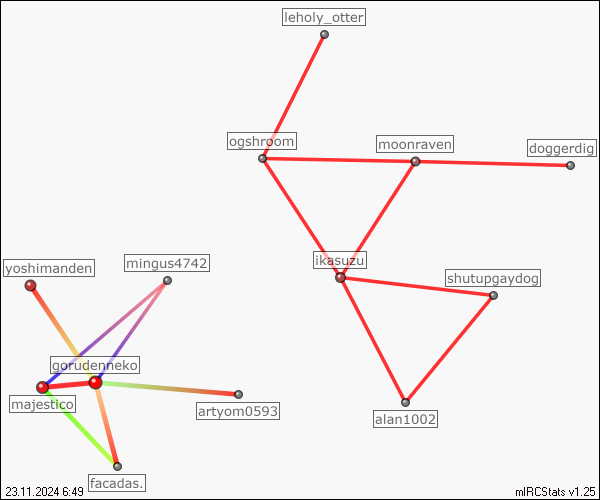 leholy_otter
ogshroom
moonraven
doggerdig
ikasuzu
yoshimanden
mingus4742
shutupgaydog
gorudenneko
majestico
artyom0593
alan1002
facadas.
23.11.2024 6:49
mIRCStats v1.25